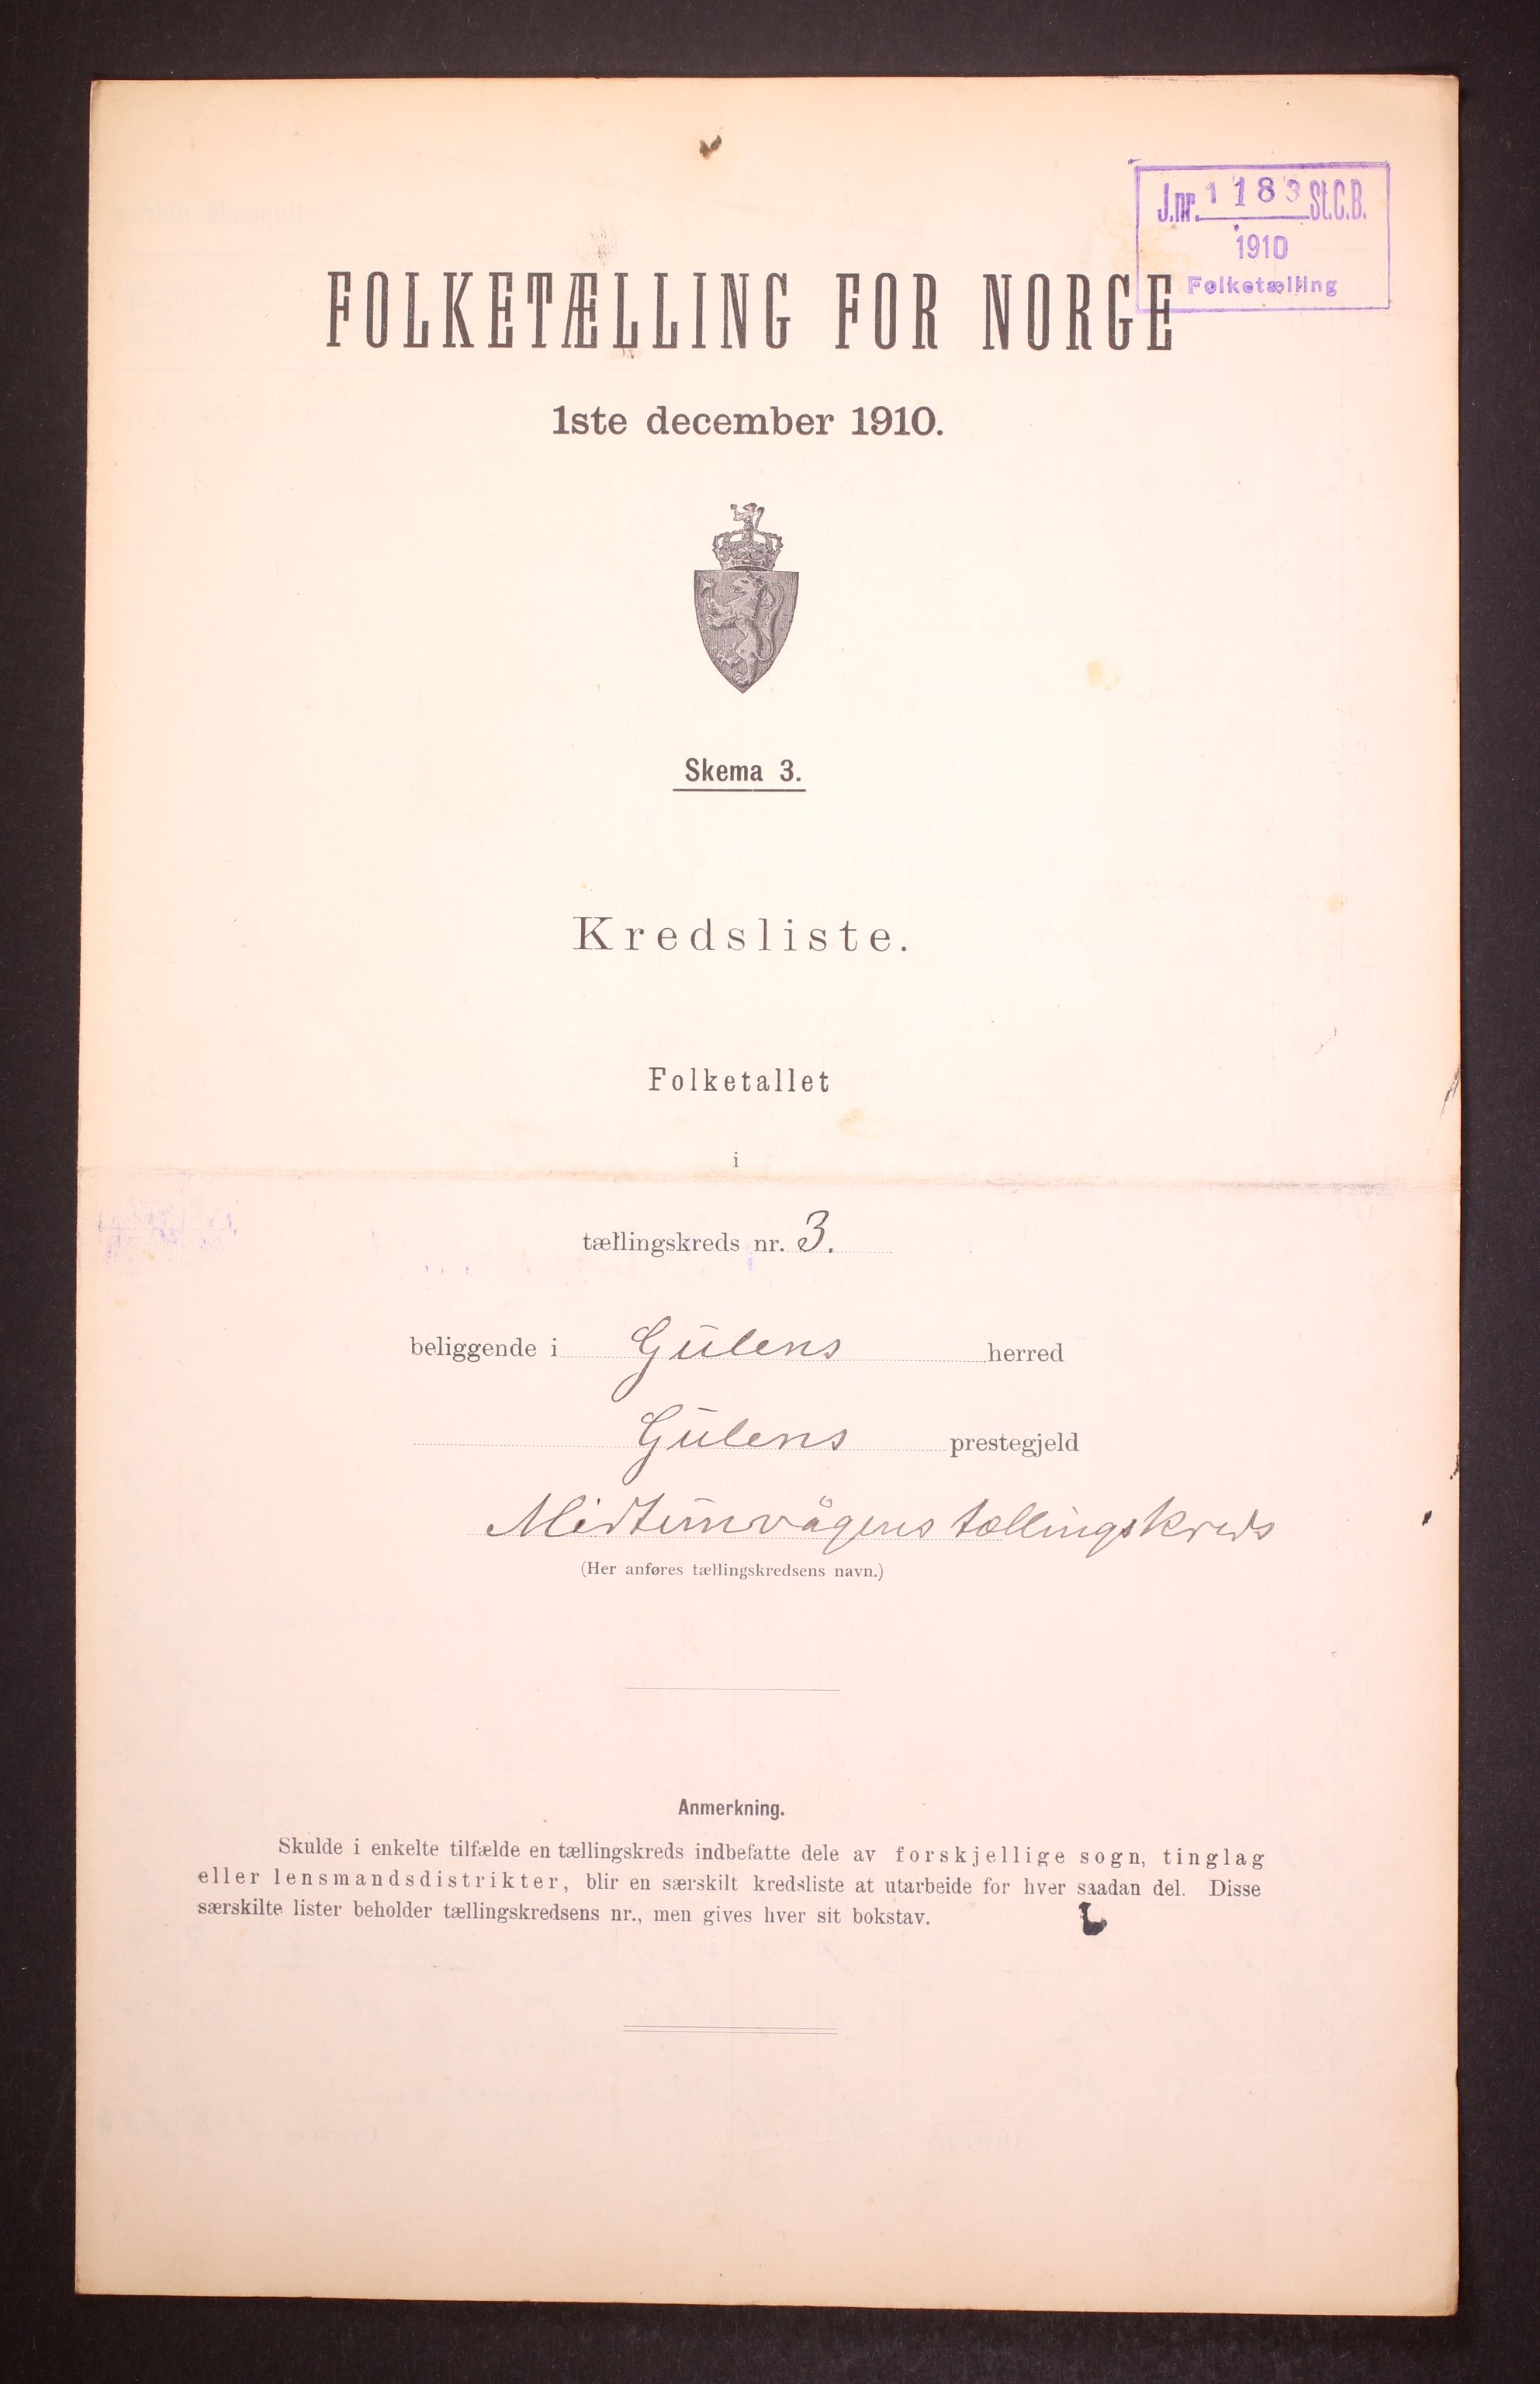 J.nr. 1183 St.C.B.
1910
Folketælling
FOLKETÆLLING FOR NORGE
1ste december 1910.
Skema 3.
Kredsliste.
Folketallet
i
tællingskreds nr. 3.
beliggende i Gulens herred
Gulens prestegjeld
Midtunvågens tællingskreds
(Her anføres tællingskredsens navn.)
Anmerkning.
Skulde i enkelte tilfælde en tællingskreds indbefatte dele av forskjellige sogn, tinglag
eller lensmandsdistrikter, blir en særskilt kredsliste at utarbeide for hver saadan del. Disse
særskilte lister beholder tællingskredsens nr., men gives hver sit bokstav.